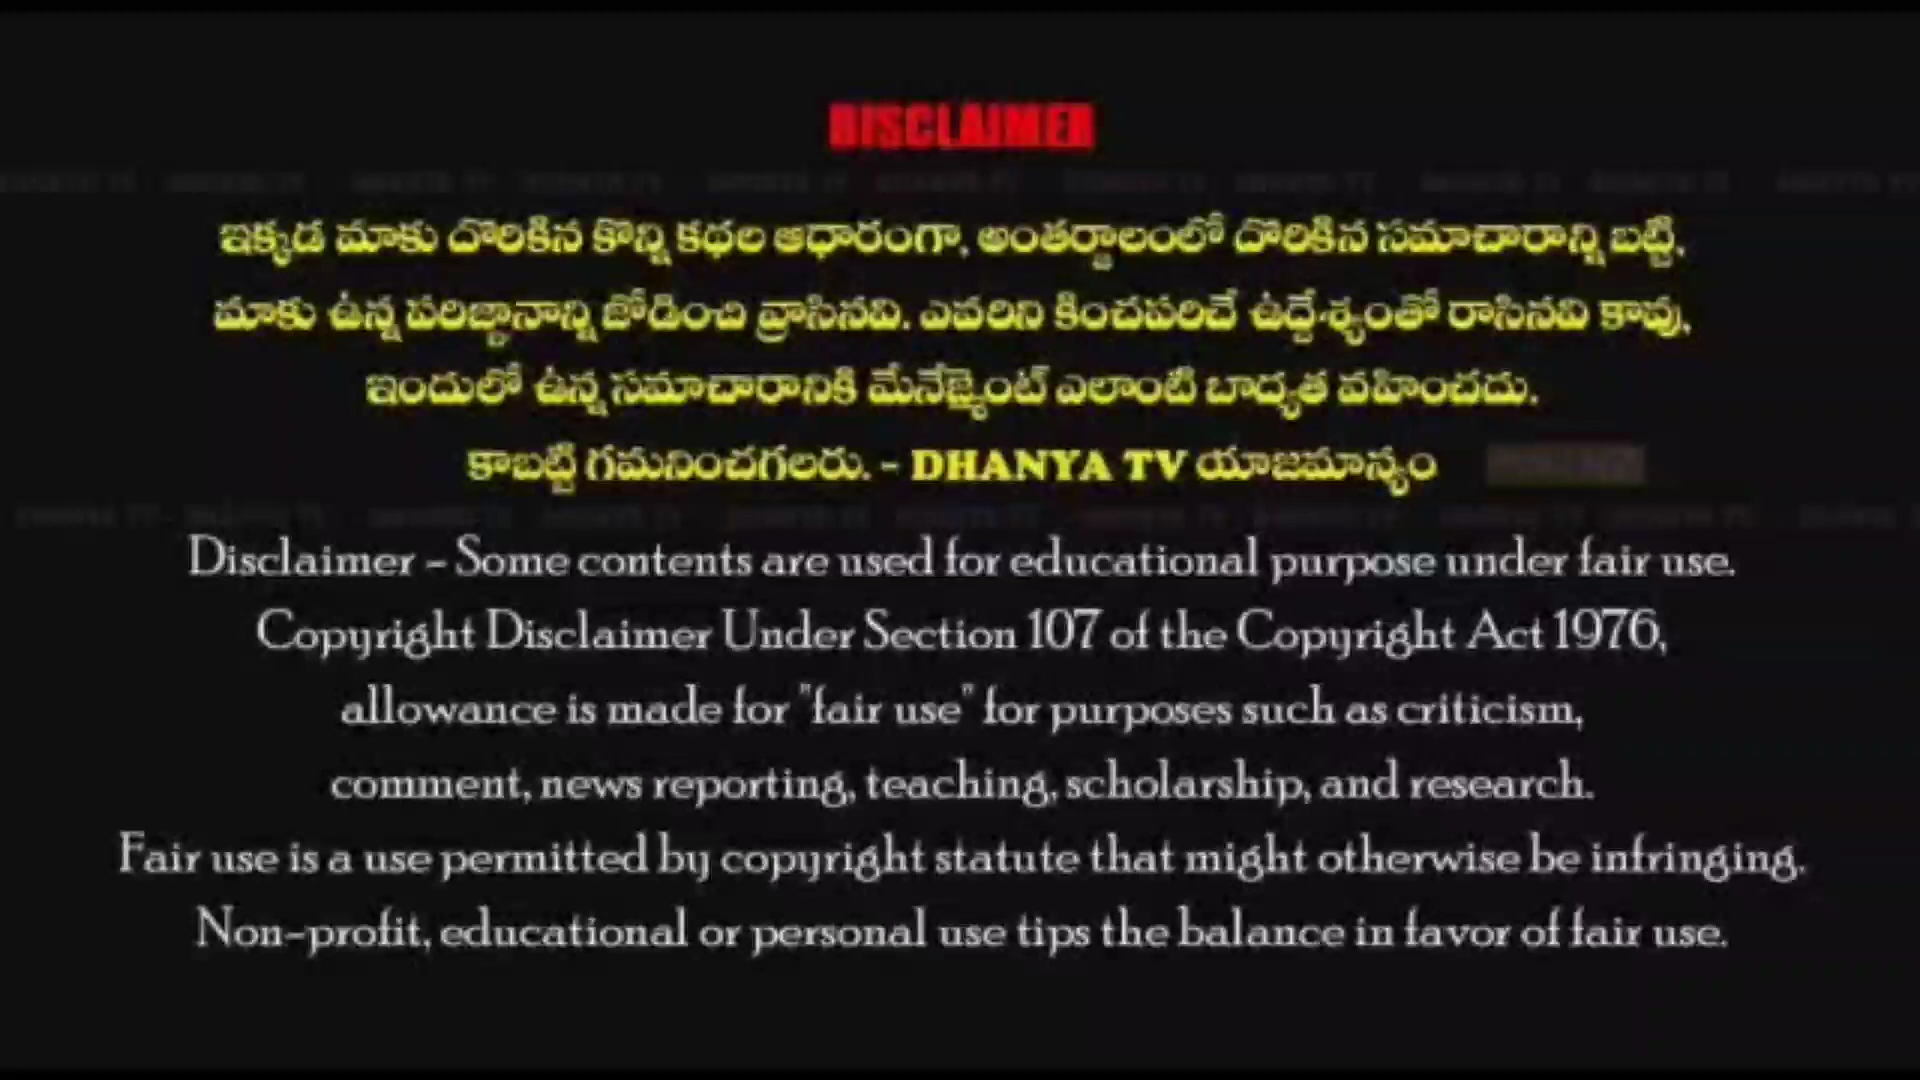 DISCLAIMER
ఇక్కడ మాకు దొరికిన కొన్ని కథల ఆధారంగా, అంతర్జాలంలో దొరికిన సమాచారాన్ని బట్టి,
మాకు ఉన్న పరిజ్ఞానాన్ని జోడించి వ్రాసినవి. ఎవరిని కించపరిచే ఉద్దేశ్యంతో రాసినవి కావు,
ఇందులో ఉన్న సమాచారానికి మేనేజ్మెంట్ ఎలాంటి బాద్యత వహించదు.
కాబట్టి గమనించగలరు. - DHANYA TV యాజమాన్యం
Disclaimer - Some contents are used for educational purpose under fair use.
Copyright Disclaimer Under Section 107 of the Copyright Act 1976,
allowance is made for "fair use" for purposes such as criticism,
comment, news reporting, teaching, scholarship, and research.
Fair use is a use permitted by copyright statute that might otherwise be infringing.
Non-profit, educational or personal use tips the balance in favor of fair use.